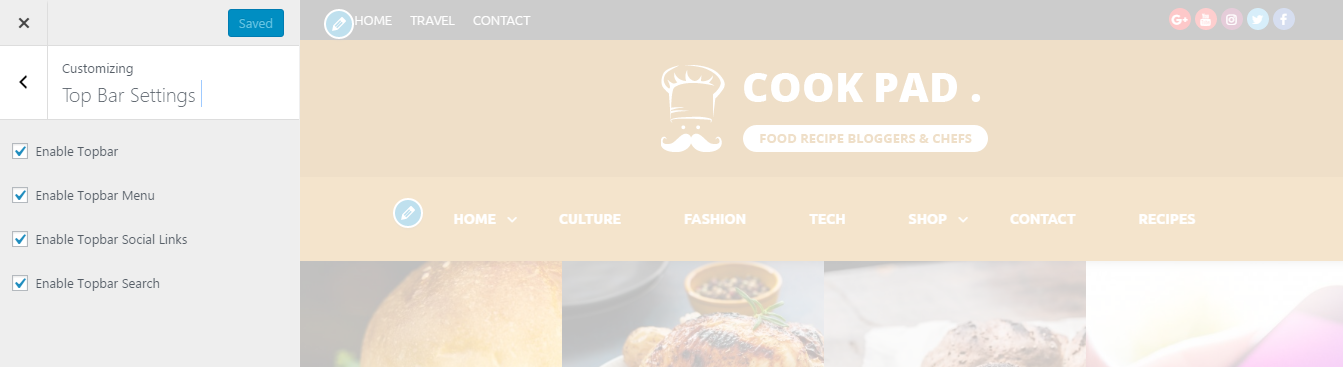 Saved
Customizing
Top Bar Settings
Enable Topbar
Enable Topbar Menu
Enable Topbar Social Links
Enable Topbar Search
HOME TRAVEL CONTACT
COOK PAD .
FOOD RECIPE BLOGGERS & CHEFS
HOME CULTURE FASHION TECH SHOP CONTACT RECIPES